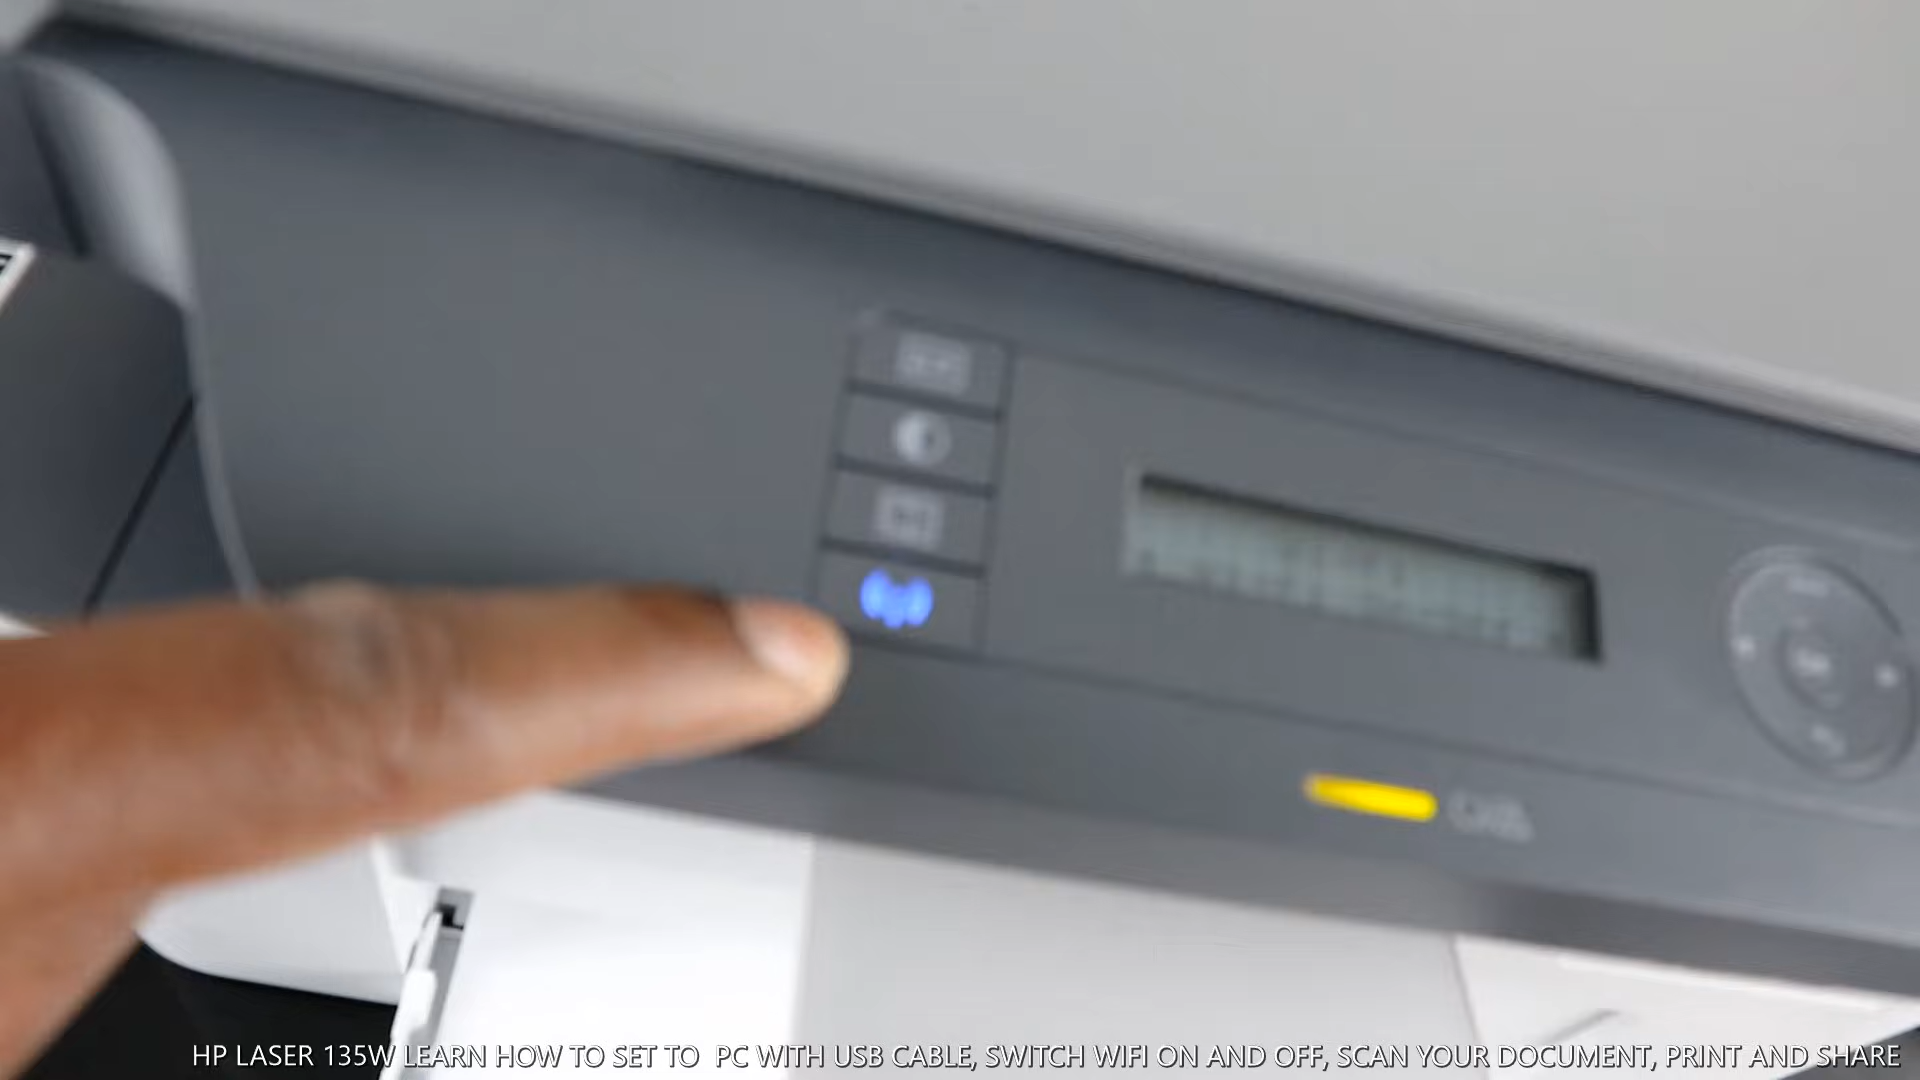 HP LASER 135W LEARN HOW TO SET TO  PC WITH USB CABLE, SWITCH WIFI ON AND OFF, SCAN YOUR DOCUMENT, PRINT AND SHARE